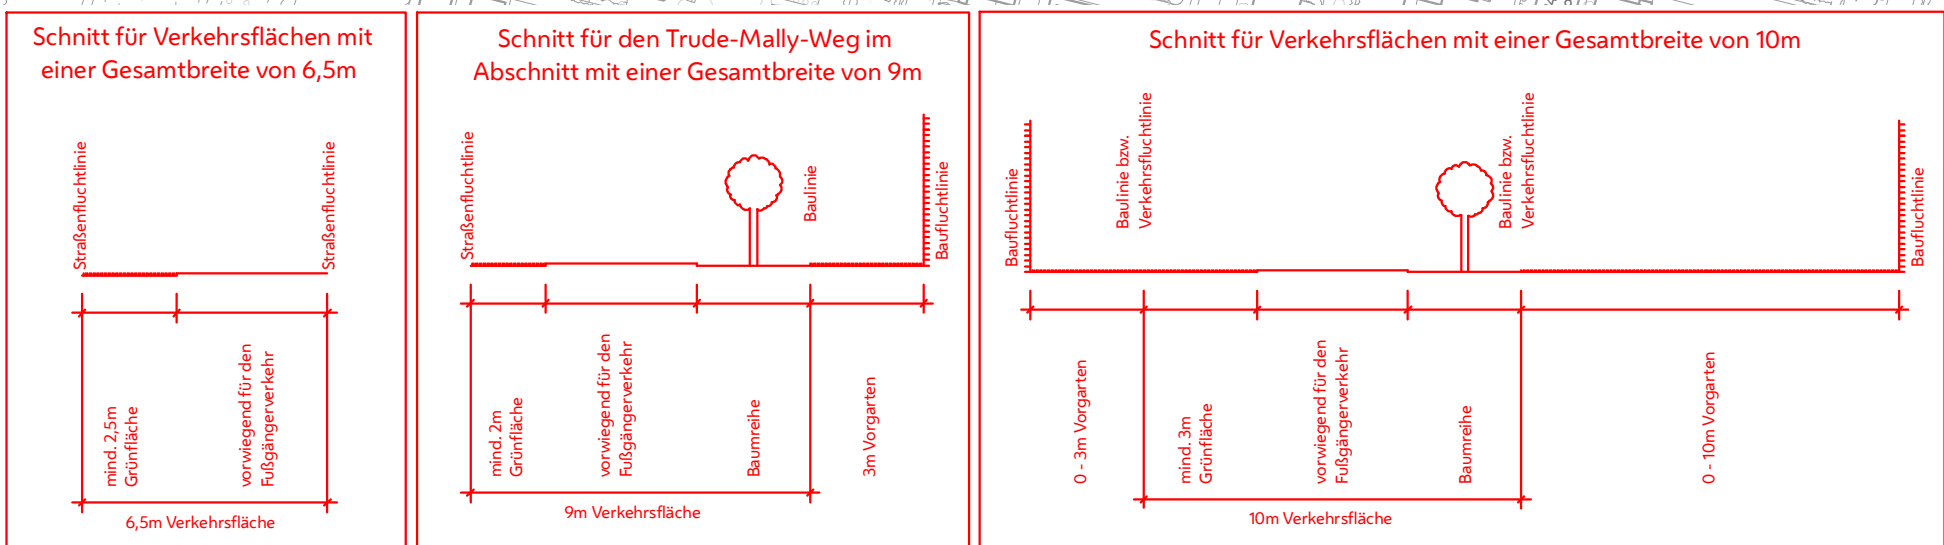 Schnitt für Verkehrsflächen mit
einer Gesamtbreite von 6,5m
Straßenfluchtlinie
Straßenfluchtlinie
mind. 2,5m
Grünfläche
vorwiegend für den
Fußgängerverkehr
6,5m Verkehrsfläche
Schnitt für den Trude-Mally-Weg im
Abschnitt mit einer Gesamtbreite von 9m
Straßenfluchtlinie
Baulinie
Baufluchtlinie
mind. 2m
Grünfläche
vorwiegend für den
Fußgängerverkehr
Baumreihe
3m Vorgarten
9m Verkehrsfläche
Schnitt für Verkehrsflächen mit einer Gesamtbreite von 10m
Baufluchtlinie
Baulinie bzw.
Verkehrsfluchtlinie
Baulinie bzw.
Verkehrsfluchtlinie
Baufluchtlinie
0 - 3m Vorgarten
mind. 3m
Grünfläche
vorwiegend für den
Fußgängerverkehr
Baumreihe
0 - 10m Vorgarten
10m Verkehrsfläche